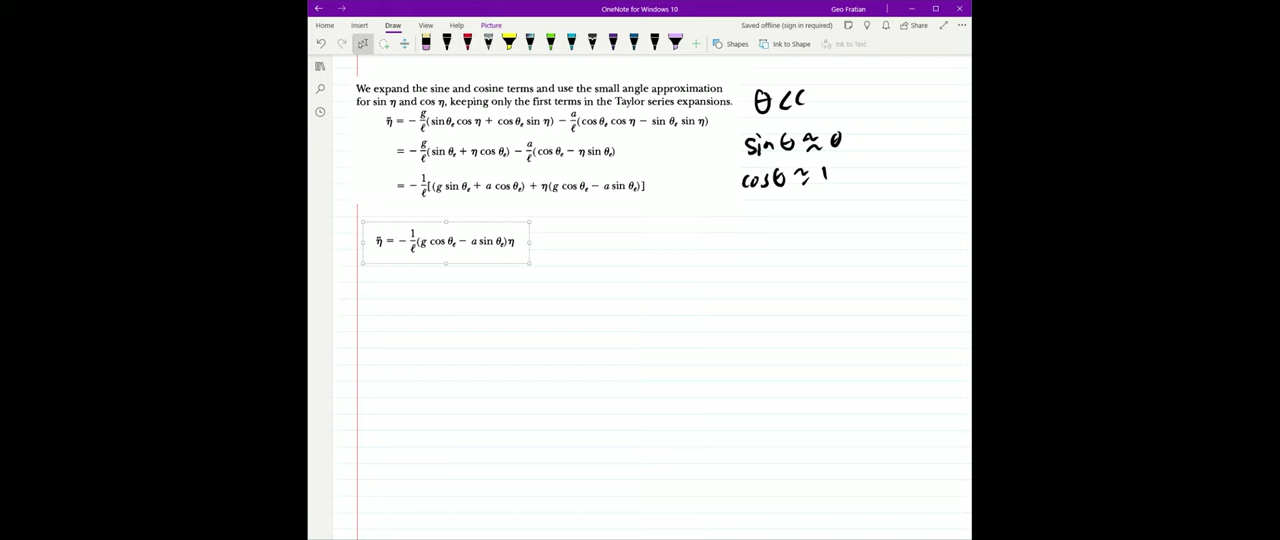 OneNote for Windows 10
Geo Fratian
Home Insert Draw View Help Picture
Saved offline (sign in required) Share
Shapes Ink to Shape Ink to Text
We expand the sine and cosine terms and use the small angle approximation
for sin η and cos η, keeping only the first terms in the Taylor series expansions.
η̈ = − g/ℓ (sin θₑ cos η + cos θₑ sin η) − a/ℓ (cos θₑ cos η − sin θₑ sin η)
= − g/ℓ (sin θₑ + η cos θₑ) − a/ℓ (cos θₑ − η sin θₑ)
= − 1/ℓ [(g sin θₑ + a cos θₑ) + η(g cos θₑ − a sin θₑ)]
η̈ = − 1/ℓ (g cos θₑ − a sin θₑ)η
θ <<
sin θ ≈ θ
cos θ ≈ 1